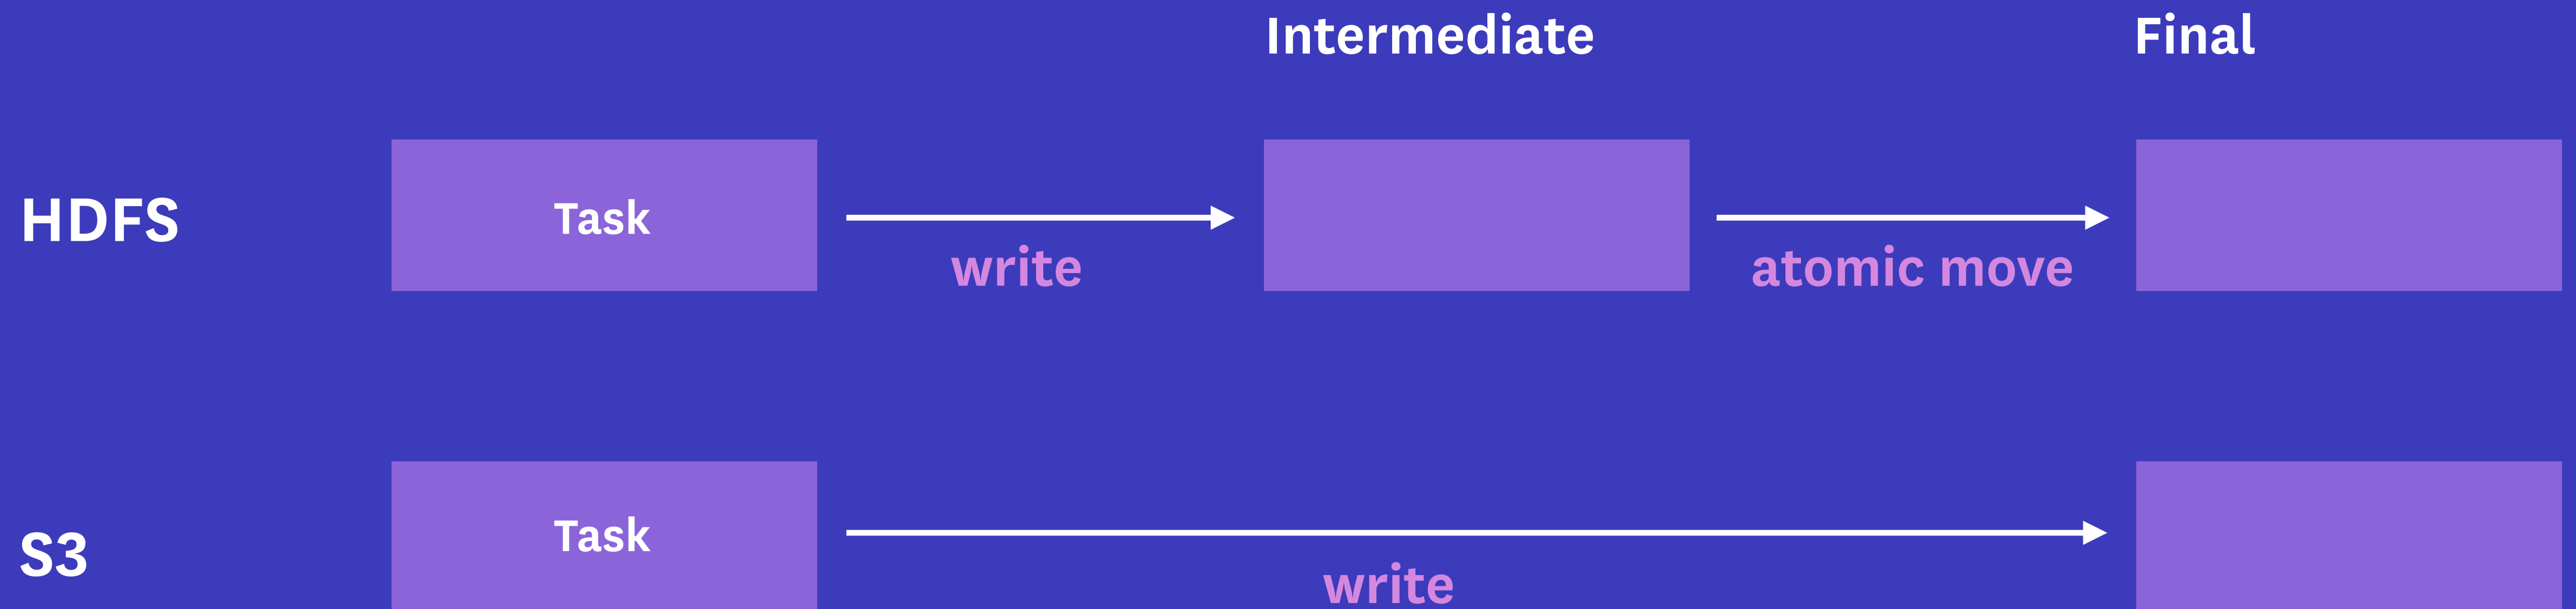 Intermediate
Final
HDFS
Task
write
atomic move
S3
Task
write